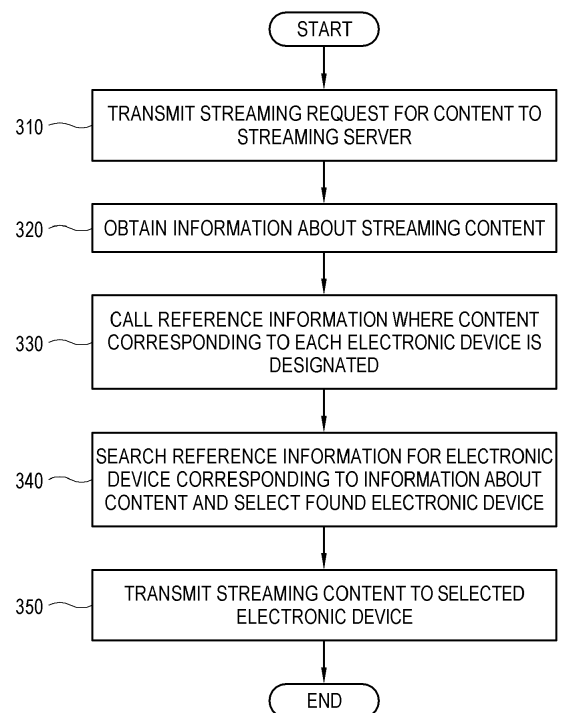 START
310
TRANSMIT STREAMING REQUEST FOR CONTENT TO
STREAMING SERVER
320
OBTAIN INFORMATION ABOUT STREAMING CONTENT
330
CALL REFERENCE INFORMATION WHERE CONTENT
CORRESPONDING TO EACH ELECTRONIC DEVICE IS
DESIGNATED
340
SEARCH REFERENCE INFORMATION FOR ELECTRONIC
DEVICE CORRESPONDING TO INFORMATION ABOUT
CONTENT AND SELECT FOUND ELECTRONIC DEVICE
350
TRANSMIT STREAMING CONTENT TO SELECTED
ELECTRONIC DEVICE
END